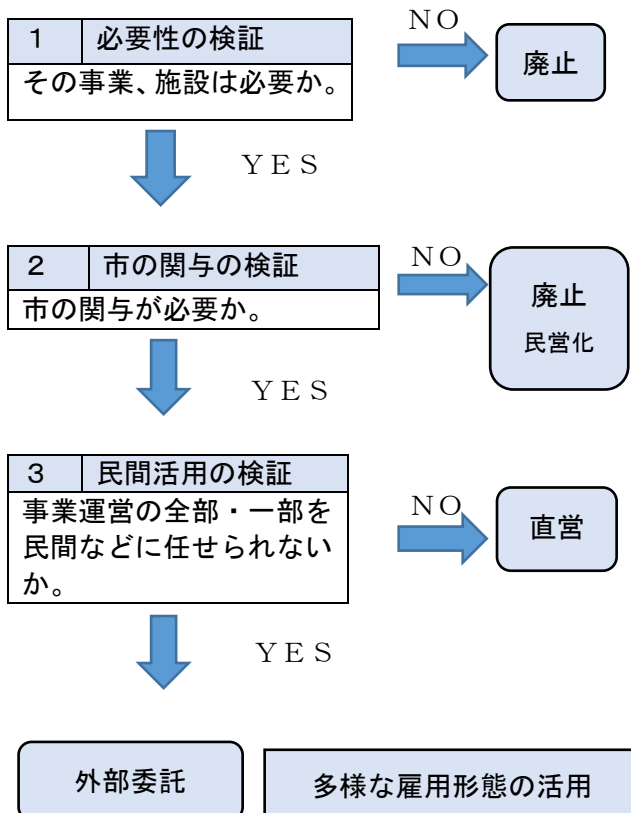 1 必要性の検証
その事業、施設は必要か。
NO
廃止
YES
2 市の関与の検証
市の関与が必要か。
NO
廃止
民営化
YES
3 民間活用の検証
事業運営の全部・一部を
民間などに任せられない
か。
NO
直営
YES
外部委託
多様な雇用形態の活用